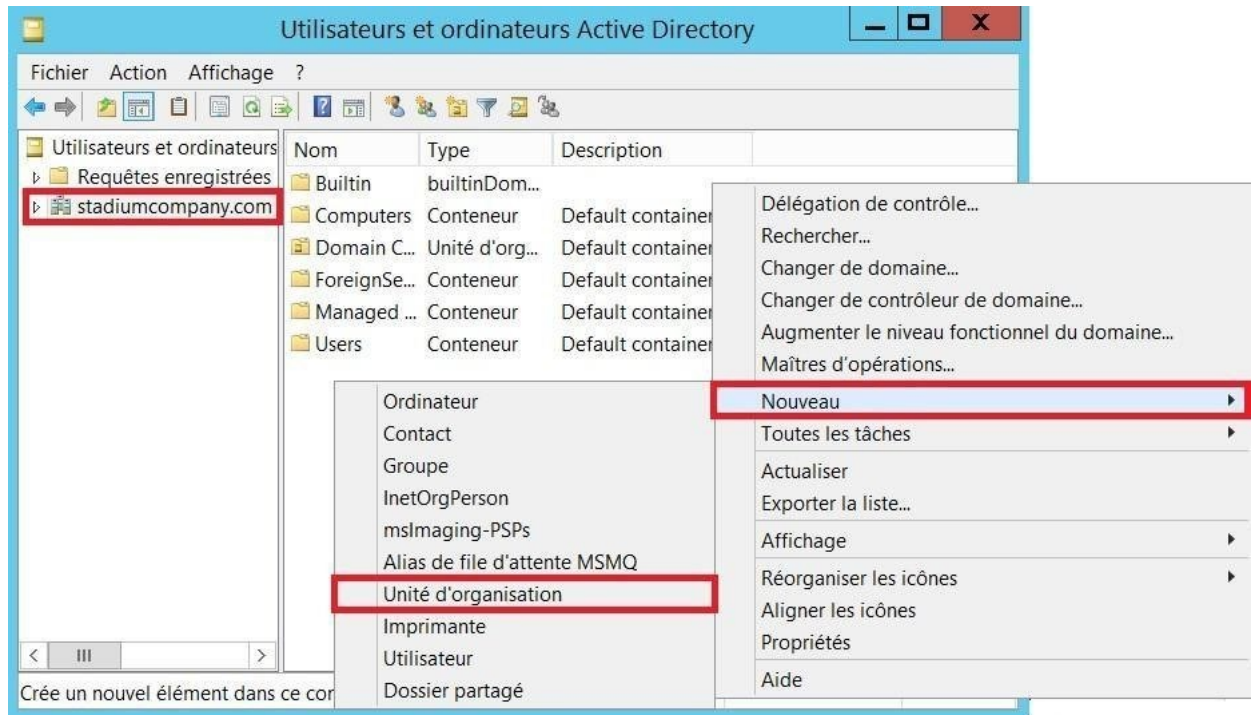 Utilisateurs et ordinateurs Active Directory
Fichier Action Affichage ?
Utilisateurs et ordinateurs
Requêtes enregistrées
stadiumcompany.com
Nom Type Description
Builtin builtinDom...
Computers Conteneur Default container
Domain C... Unité d'org... Default container
ForeignSe... Conteneur Default container
Managed ... Conteneur Default container
Users Conteneur Default container
Délégation de contrôle...
Rechercher...
Changer de domaine...
Changer de contrôleur de domaine...
Augmenter le niveau fonctionnel du domaine...
Maîtres d'opérations...
Nouveau
Toutes les tâches
Actualiser
Exporter la liste...
Affichage
Réorganiser les icônes
Aligner les icônes
Propriétés
Aide
Ordinateur
Contact
Groupe
InetOrgPerson
msImaging-PSPs
Alias de file d'attente MSMQ
Unité d'organisation
Imprimante
Utilisateur
Dossier partagé
Crée un nouvel élément dans ce cor